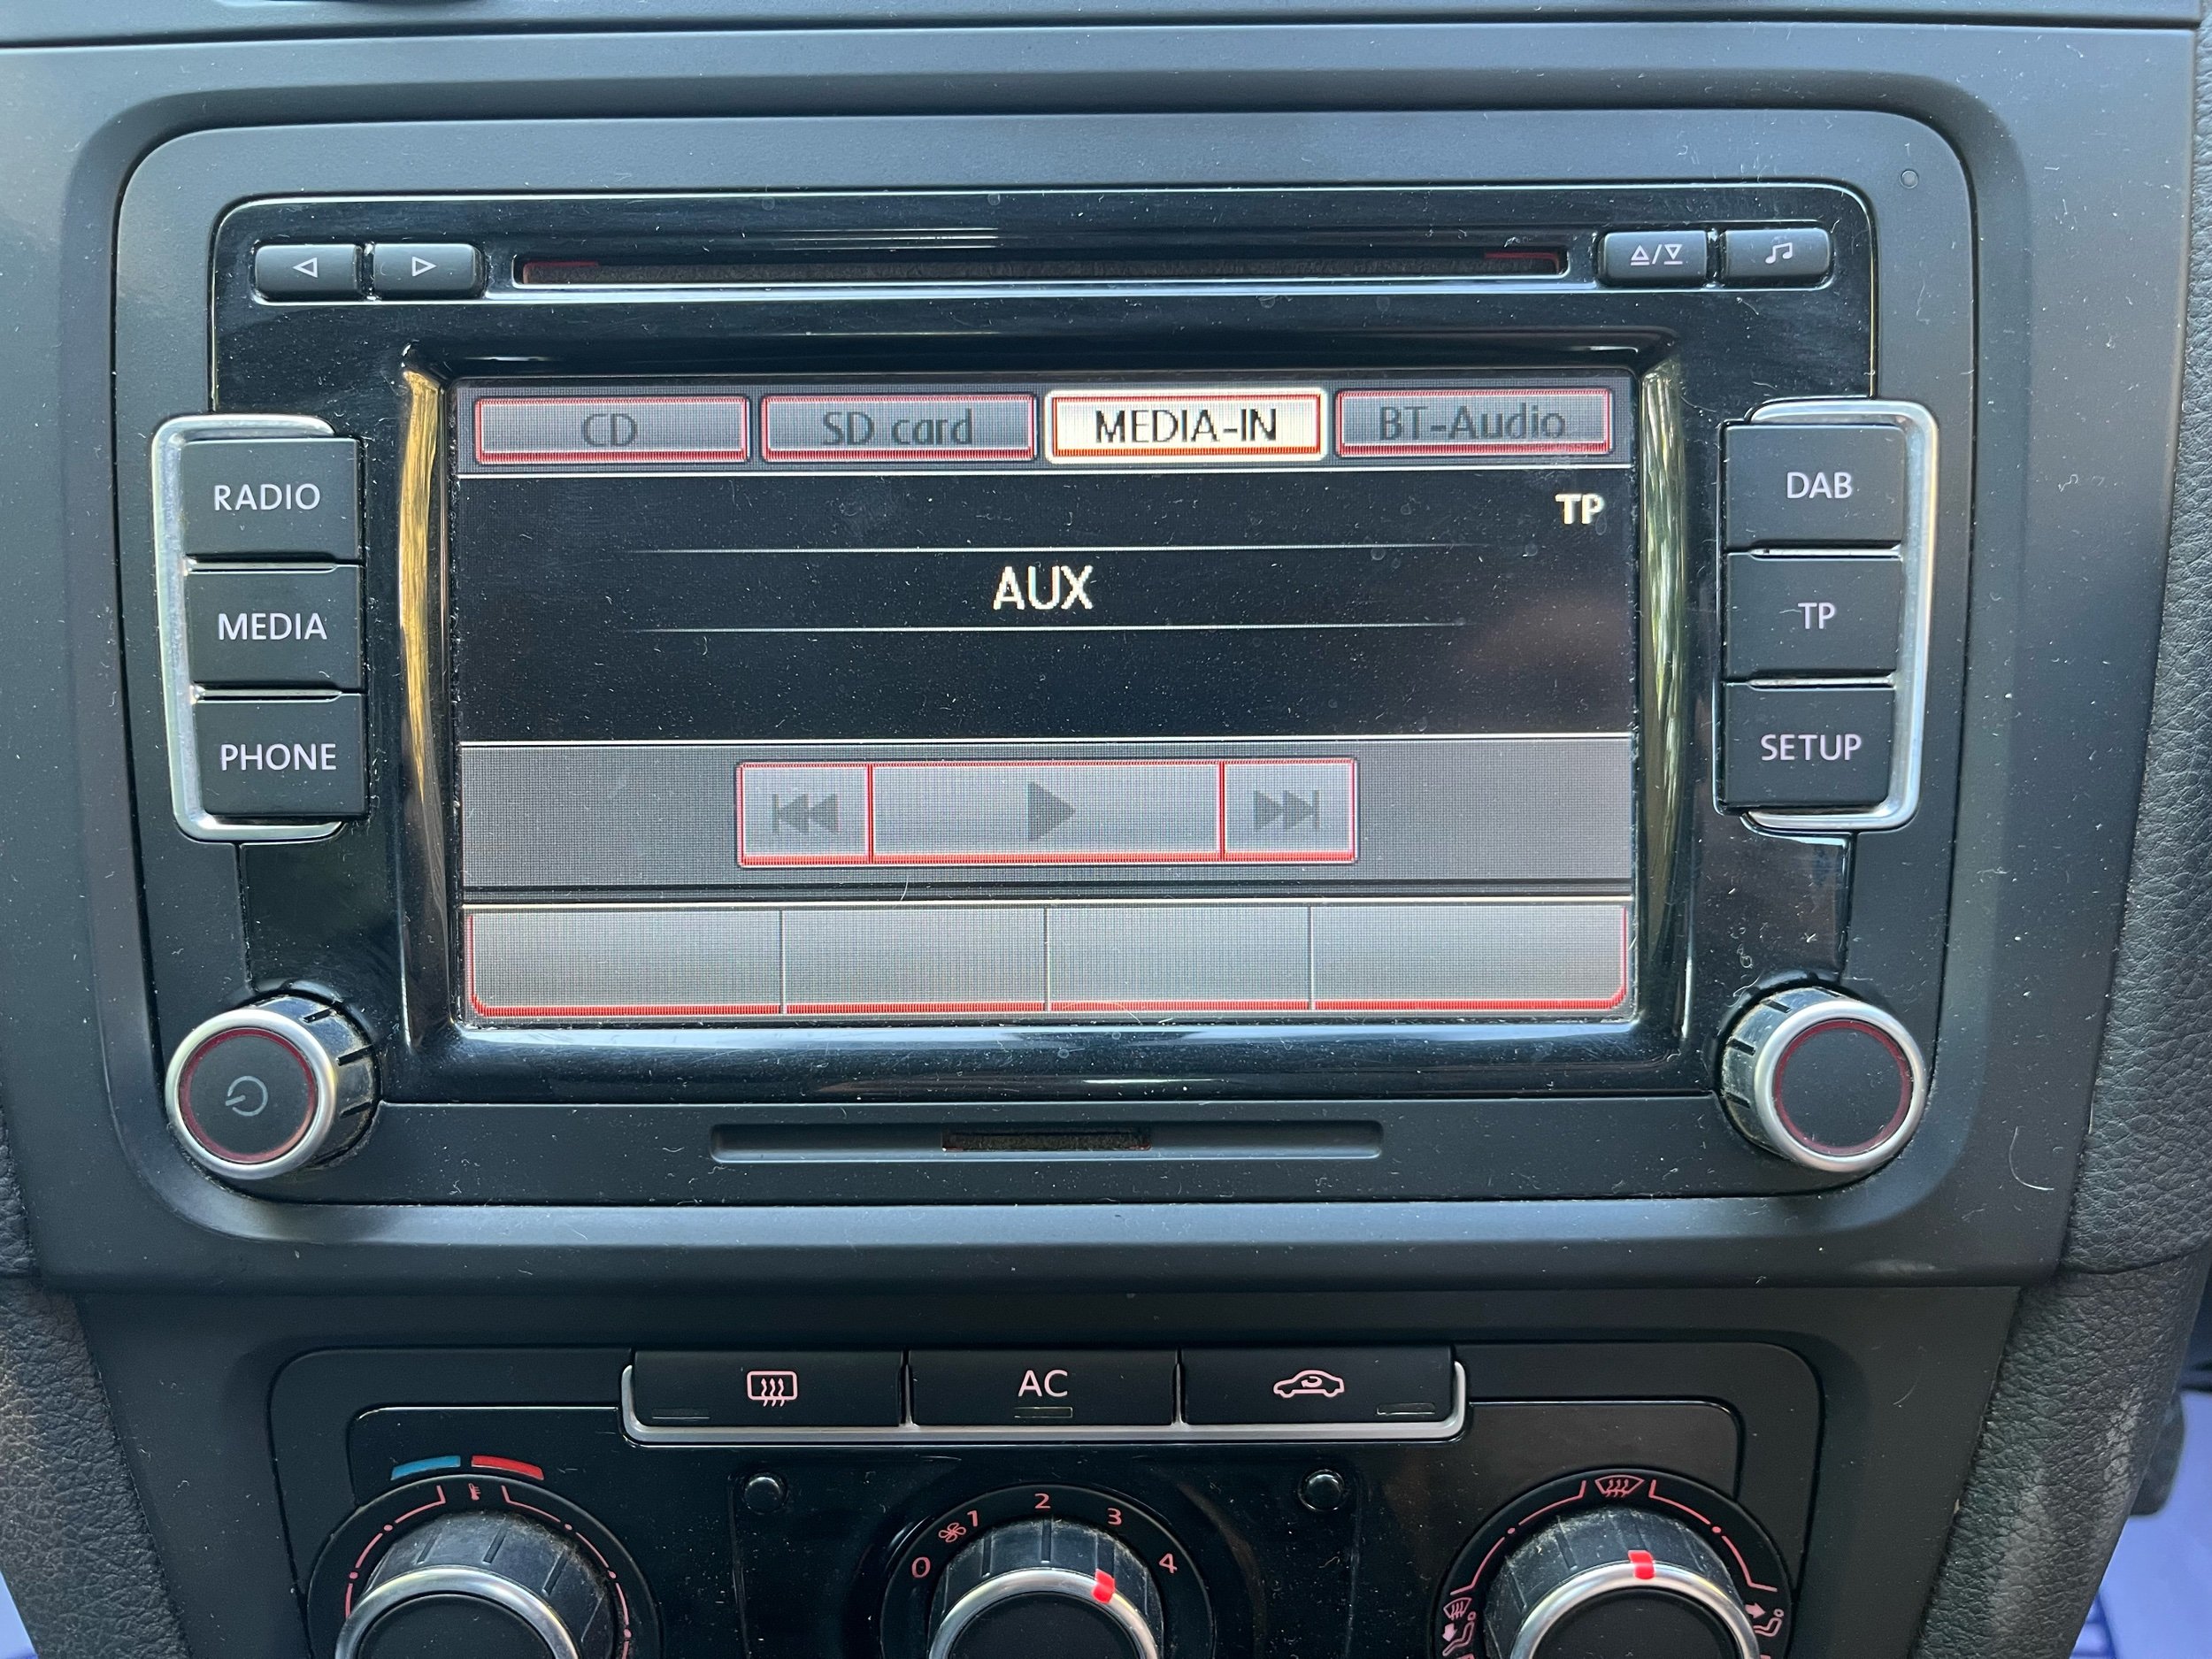 CD SD card MEDIA-IN BT-Audio
TP
AUX
RADIO
MEDIA
PHONE
DAB
TP
SETUP
AC
0 1 2 3 4